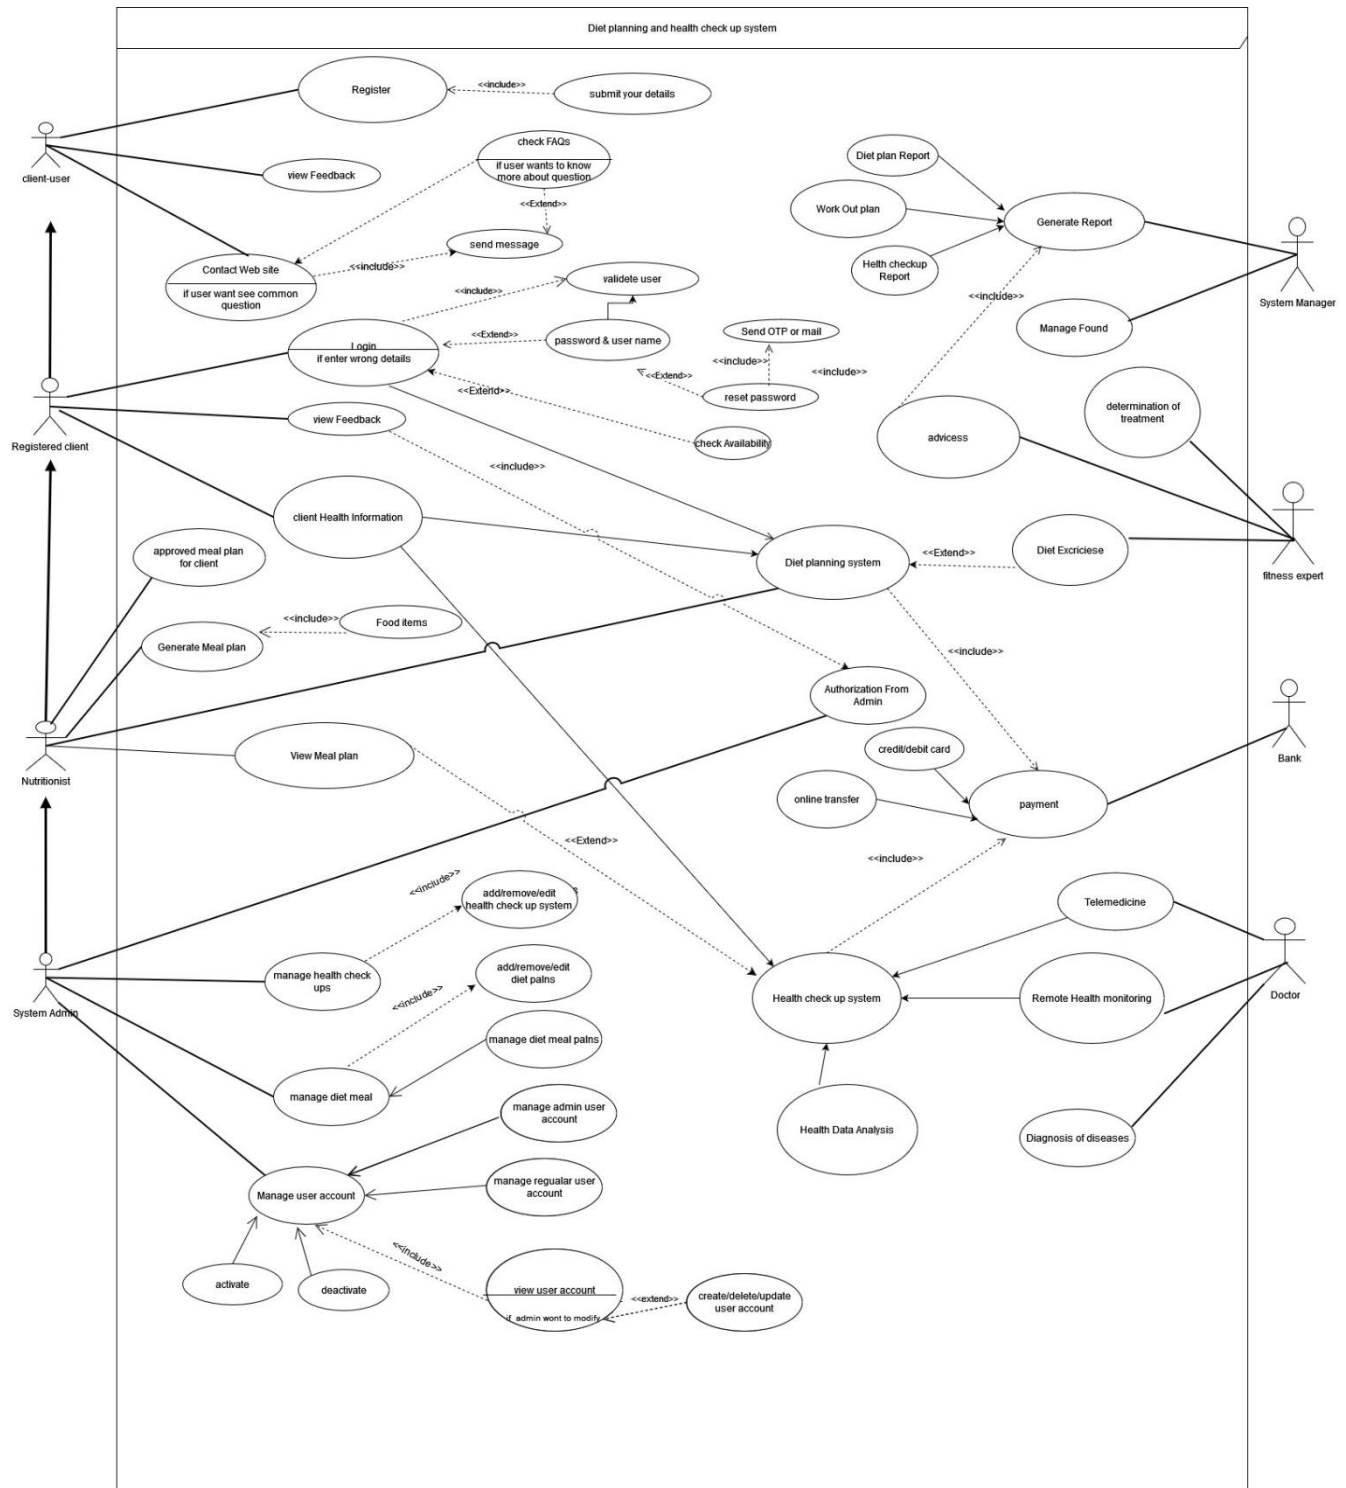 Diet planning and health check up system
Register
<<include>>
submit your details
client-user
view Feedback
check FAQs
if user wants to know
more about question
<<Extend>>
send message
Contact Web site
if user want see common
question
<<include>>
Diet plan Report
Work Out plan
Helth checkup
Report
Generate Report
System Manager
Manage Found
<<include>>
<<include>>
validete user
Login
if enter wrong details
<<Extend>>
password & user name
Send OTP or mail
<<include>>
<<include>>
<<Extend>>
reset password
<<Extend>>
check Availability
Registered client
view Feedback
<<include>>
client Health Information
advicess
determination of
treatment
fitness expert
Diet Excriciese
<<Extend>>
Diet planning system
approved meal plan
for client
Generate Meal plan
<<include>>
Food items
<<include>>
Nutritionist
View Meal plan
Authorization From
Admin
credit/debit card
online transfer
payment
Bank
<<Extend>>
<<include>>
System Admin
<<include>>
add/remove/edit
health check up system
manage health check
ups
add/remove/edit
diet palns
<<include>>
manage diet meal palns
manage diet meal
Telemedicine
Remote Health monitoring
Doctor
Health check up system
Health Data Analysis
Diagnosis of diseases
manage admin user
account
manage regualar user
account
Manage user account
activate
deactivate
<<include>>
view user account
if admin wont to modify
<<extend>>
create/delete/update
user account